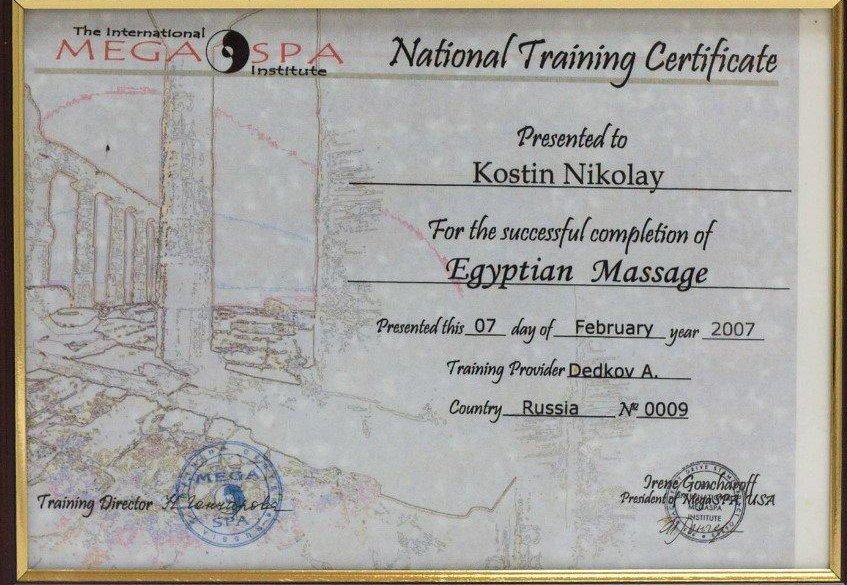 The International
MEGA SPA
Institute
National Training Certificate
Presented to
Kostin Nikolay
For the successful completion of
Egyptian Massage
Presented this 07 day of February year 2007
Training Provider Dedkov A.
Country Russia № 0009
Training Director
MEGA
SPA
Irene Goncharoff
President of MegaSPA USA
MEGASPA
INSTITUTE